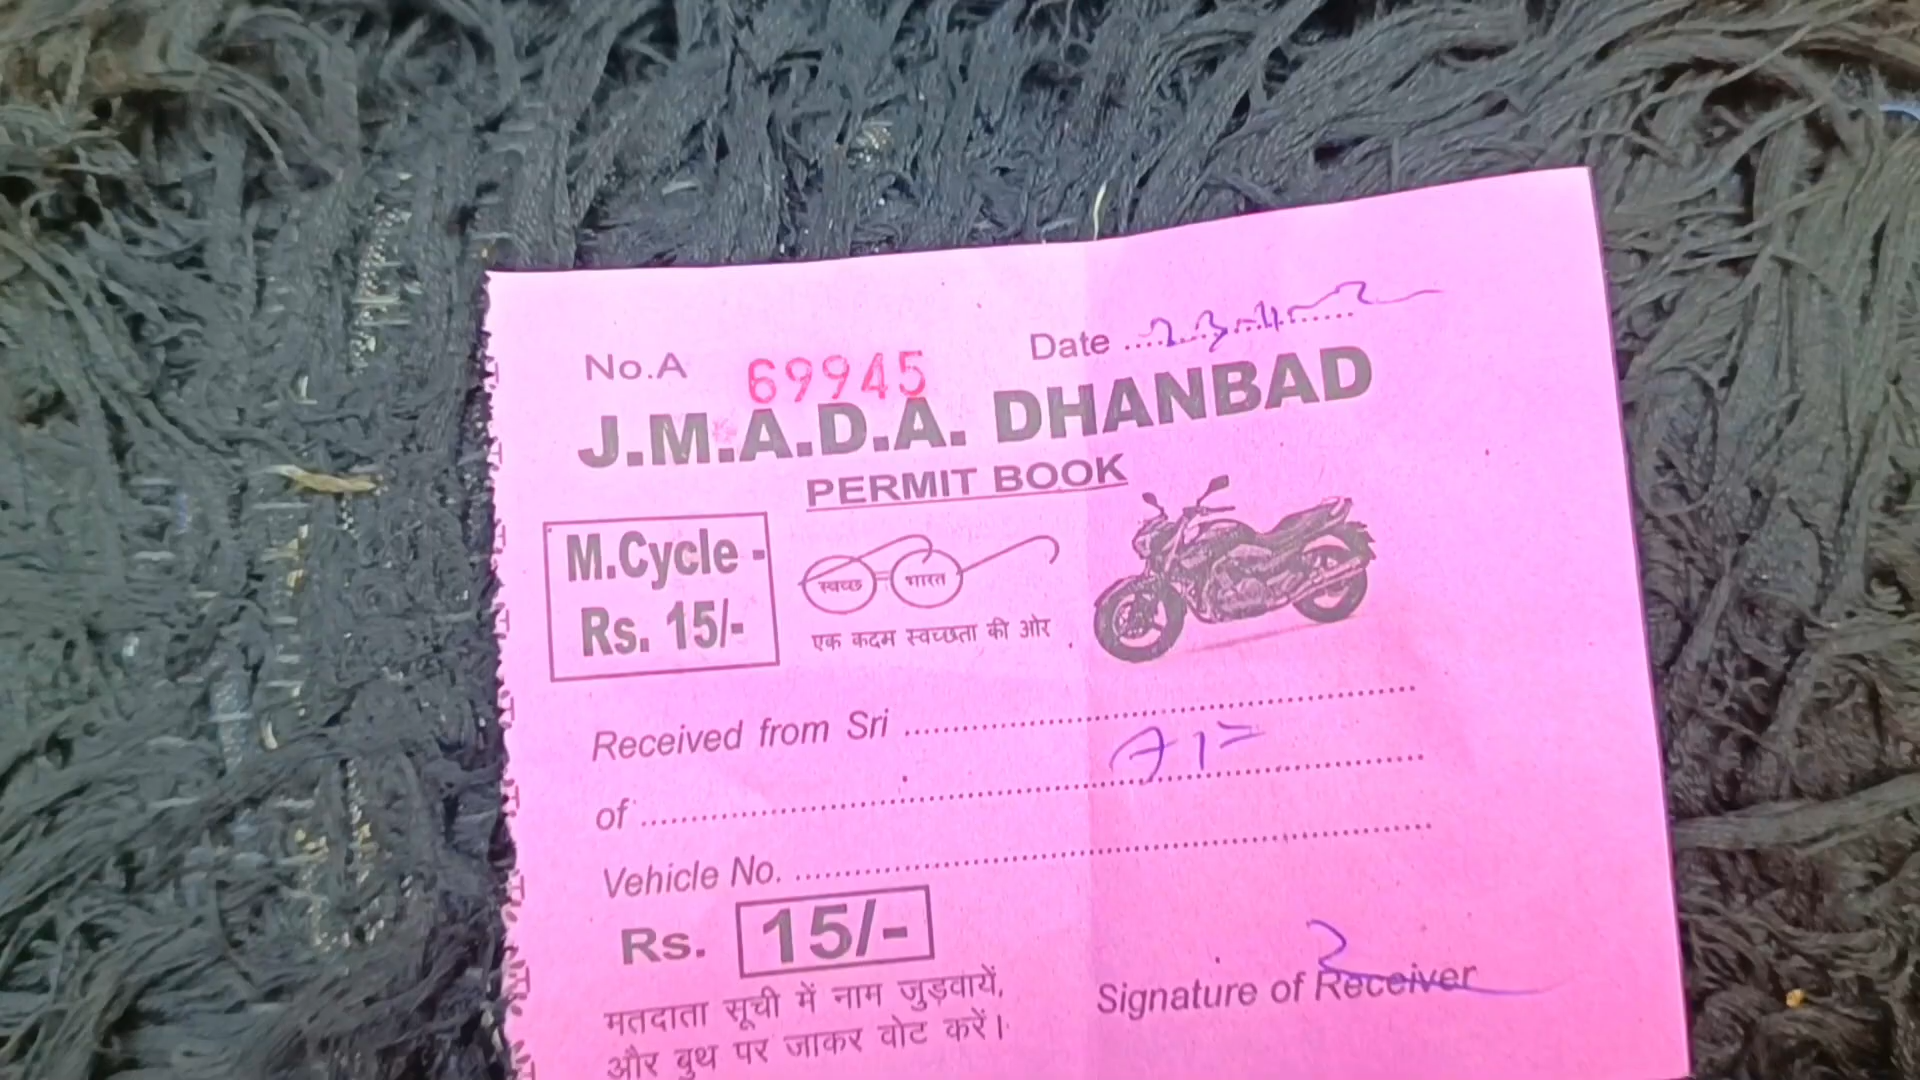 No.A 69945 Date
J.M.A.D.A. DHANBAD
PERMIT BOOK
M.Cycle -
Rs. 15/-
स्वच्छ भारत
एक कदम स्वच्छता की ओर
Received from Sri
of
Vehicle No.
Rs. 15/-
Signature of Receiver
मतदाता सूची में नाम जुड़वायें,
और बुथ पर जाकर वोट करें।